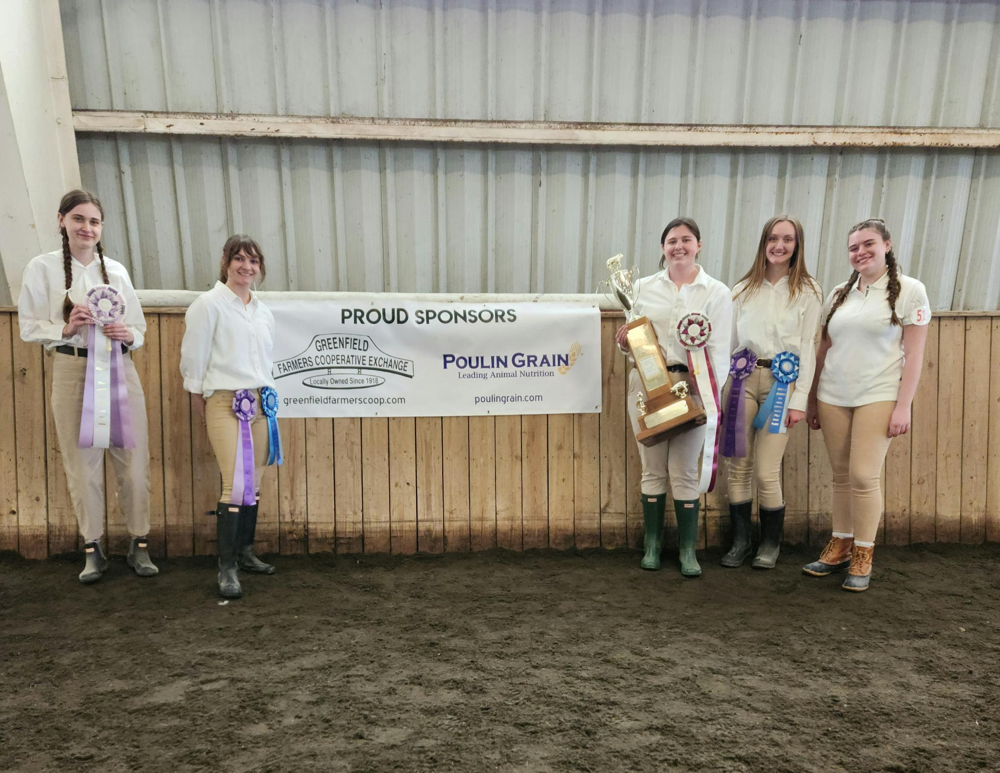 PROUD SPONSORS
GREENFIELD
FARMERS COOPERATIVE EXCHANGE
Locally Owned Since 1918
greenfieldfarmerscoop.com
POULIN GRAIN
Leading Animal Nutrition
poulingrain.com
51